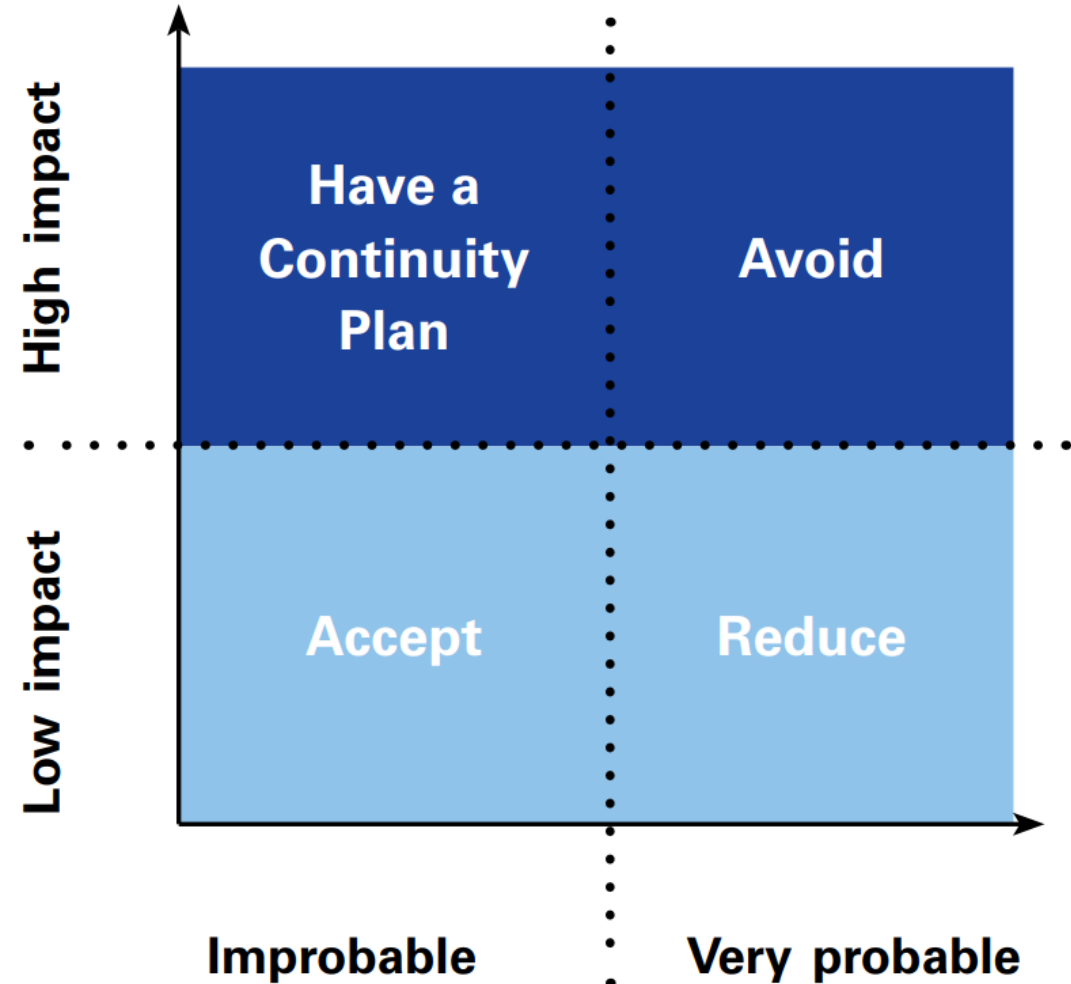 High impact
Have a
Continuity
Plan
Avoid
Low impact
Accept
Reduce
Improbable
Very probable